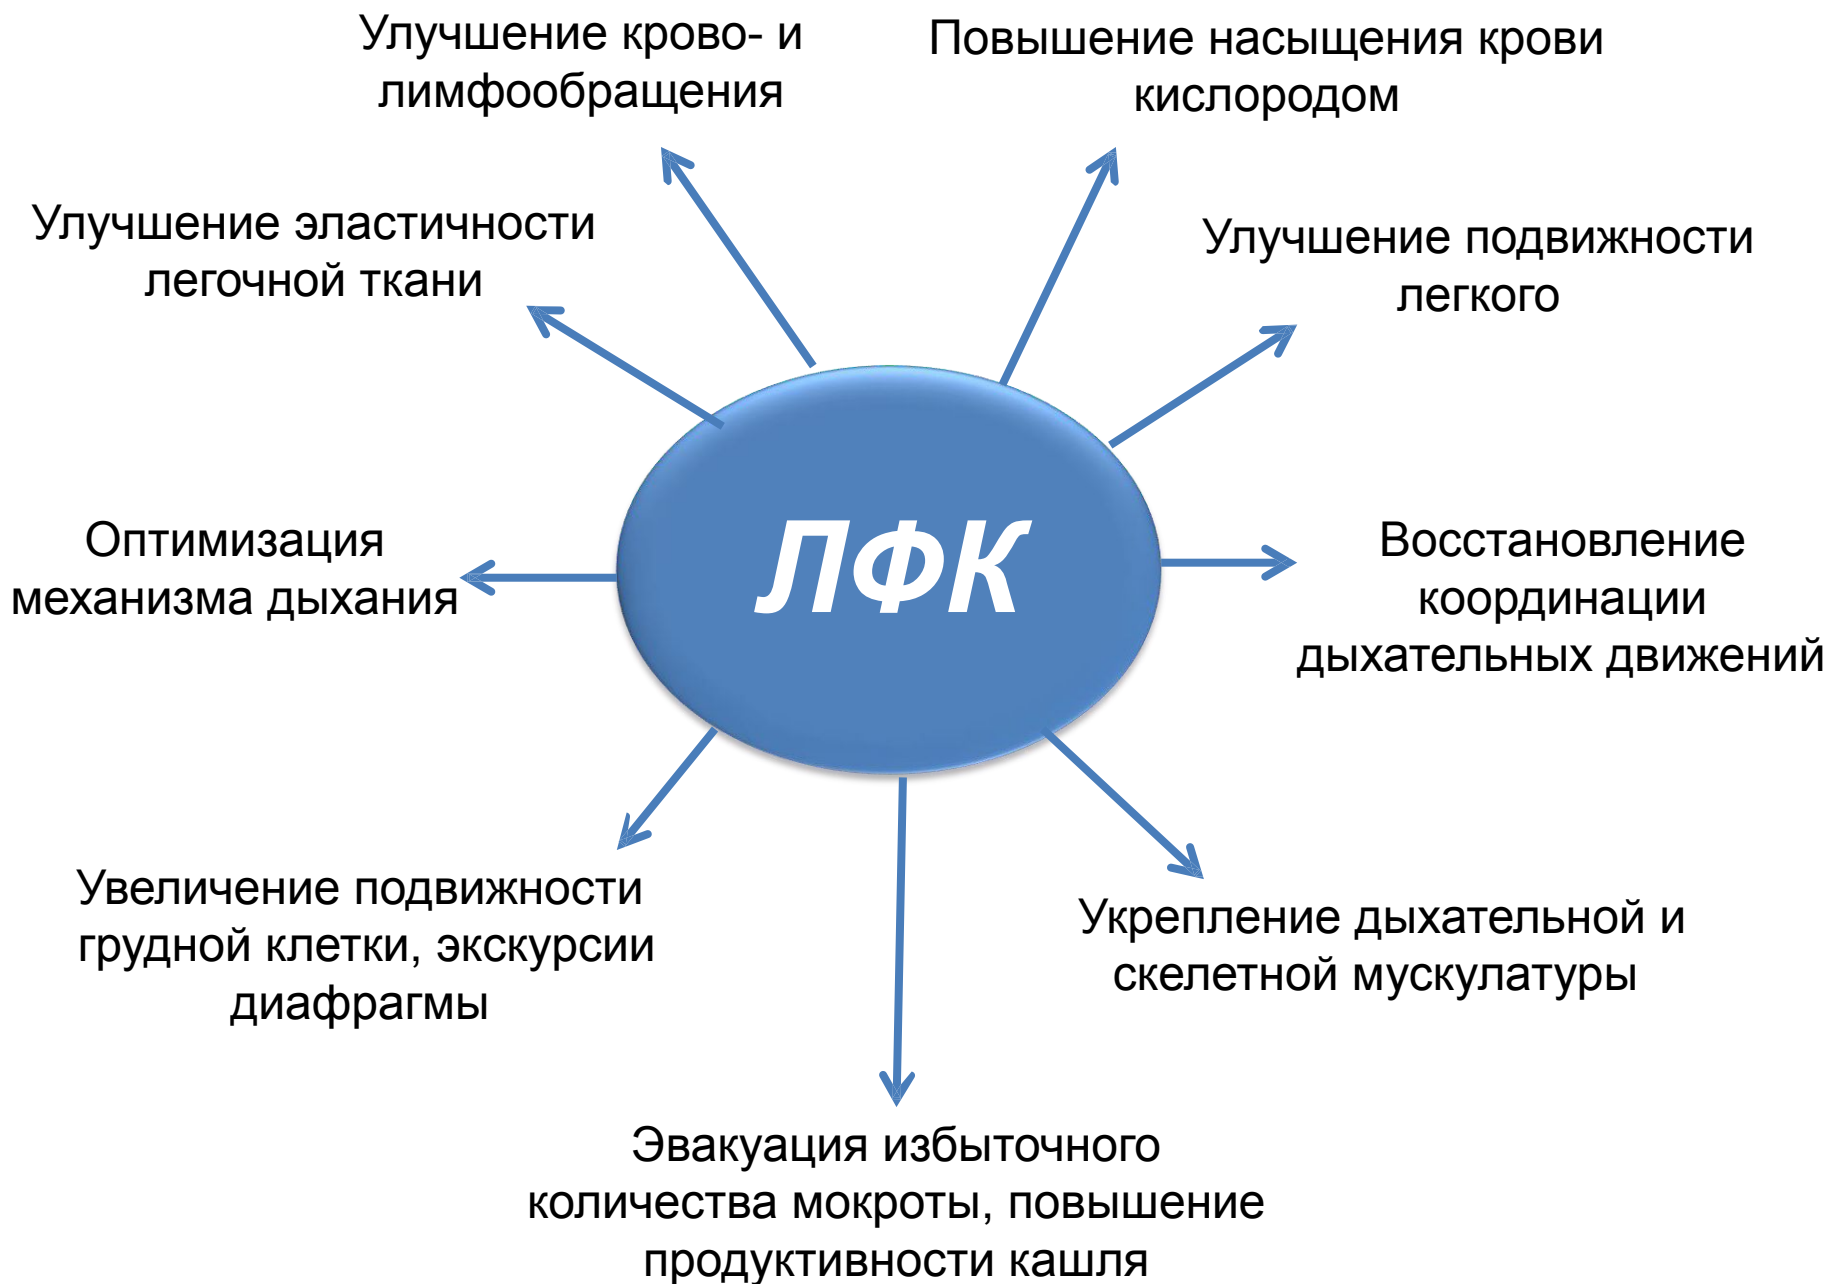 Улучшение крово- и
лимфообращения
Повышение насыщения крови
кислородом
Улучшение эластичности
легочной ткани
Улучшение подвижности
легкого
Оптимизация
механизма дыхания
ЛФК
Восстановление
координации
дыхательных движений
Увеличение подвижности
грудной клетки, экскурсии
диафрагмы
Укрепление дыхательной и
скелетной мускулатуры
Эвакуация избыточного
количества мокроты, повышение
продуктивности кашля